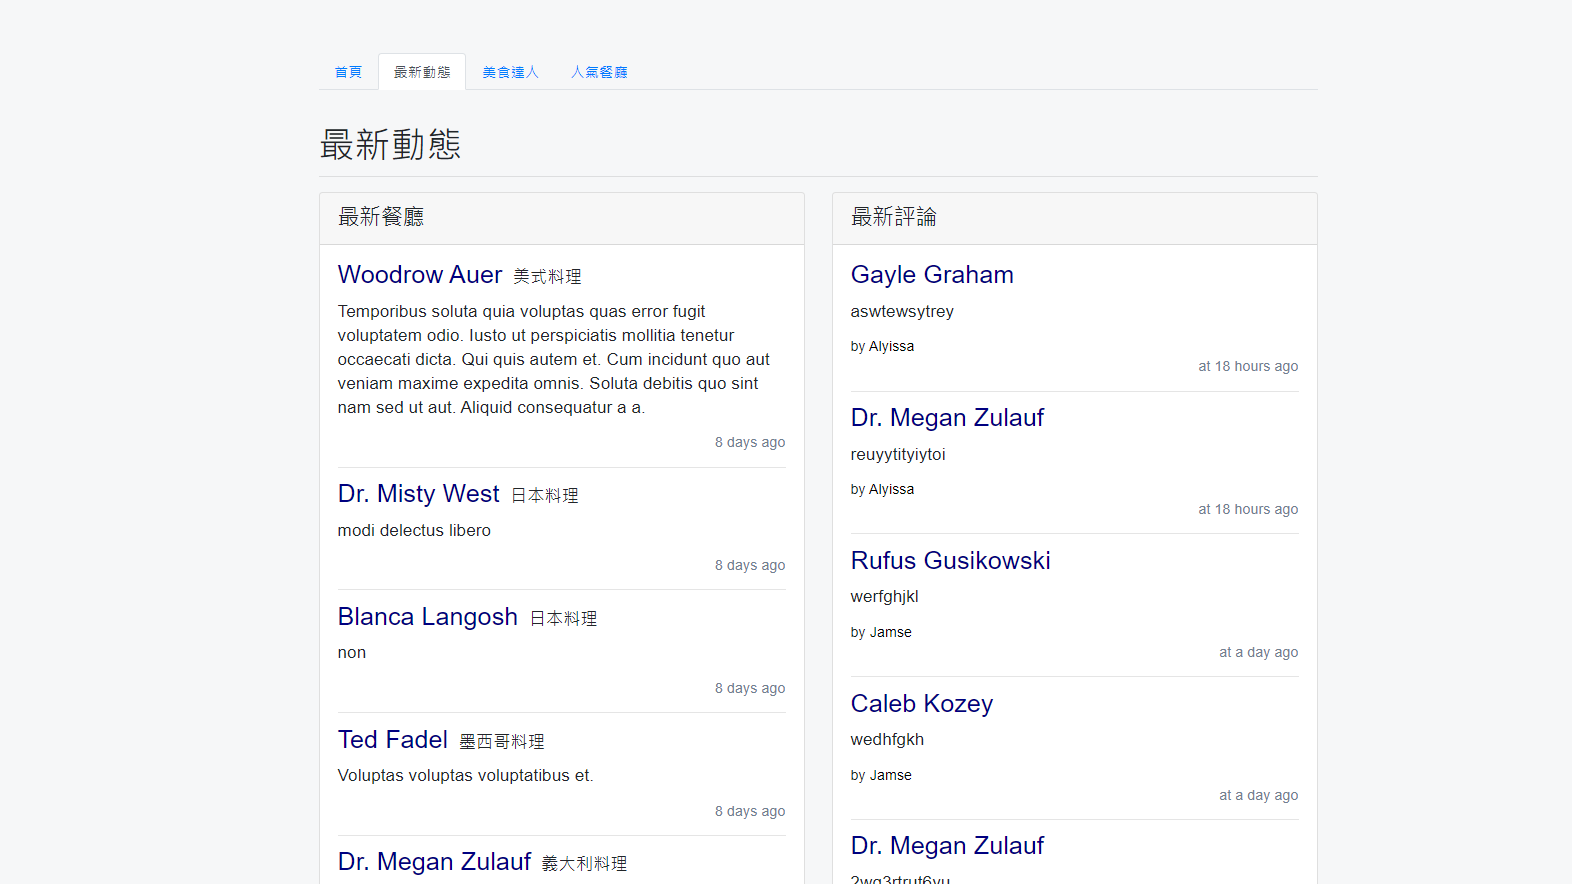 首頁
最新動態
美食達人
人氣餐廳
最新動態
最新餐廳
Woodrow Auer 美式料理
Temporibus soluta quia voluptas quas error fugit
voluptatem odio. Iusto ut perspiciatis mollitia tenetur
occaecati dicta. Qui quis autem et. Cum incidunt quo aut
veniam maxime expedita omnis. Soluta debitis quo sint
nam sed ut aut. Aliquid consequatur a a.
8 days ago
Dr. Misty West 日本料理
modi delectus libero
8 days ago
Blanca Langosh 日本料理
non
8 days ago
Ted Fadel 墨西哥料理
Voluptas voluptas voluptatibus et.
8 days ago
Dr. Megan Zulauf 義大利料理
最新評論
Gayle Graham
aswtewsytrey
by Alyissa
at 18 hours ago
Dr. Megan Zulauf
reuyytityiytoi
by Alyissa
at 18 hours ago
Rufus Gusikowski
werfghjkl
by Jamse
at a day ago
Caleb Kozey
wedhfgkh
by Jamse
at a day ago
Dr. Megan Zulauf